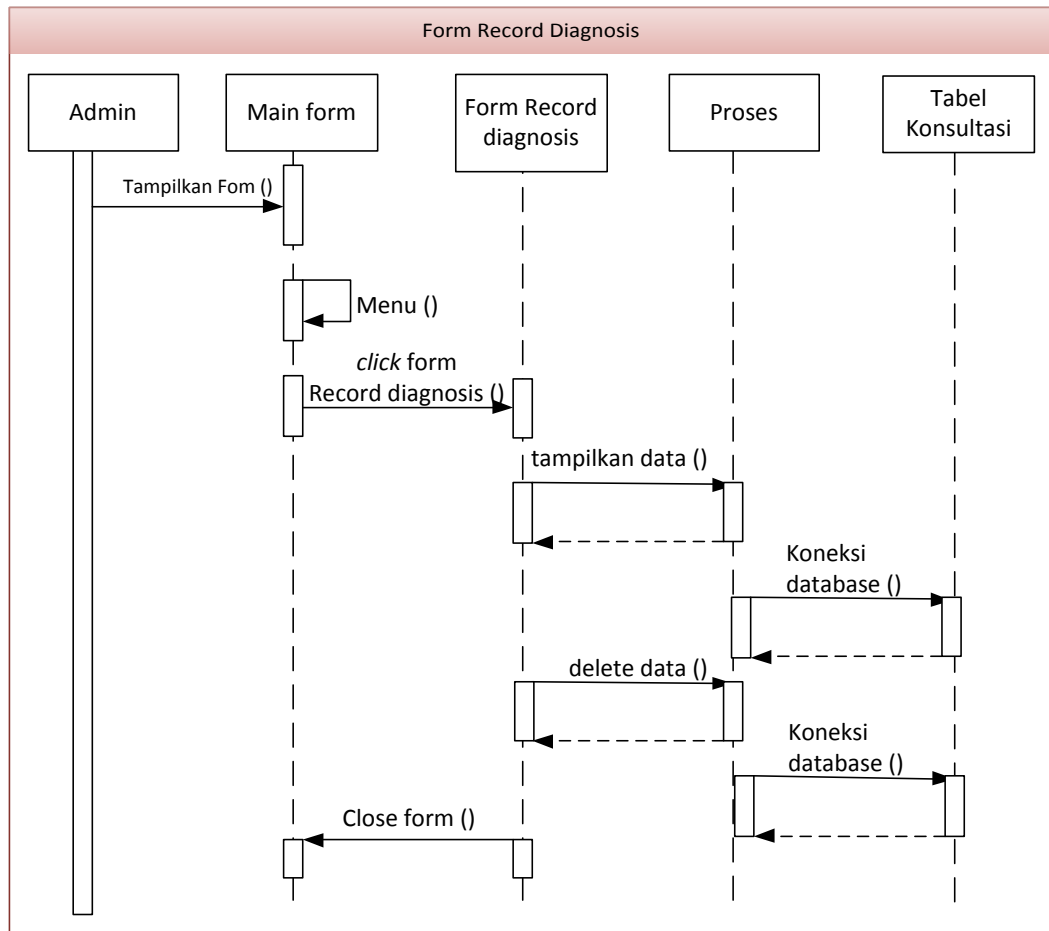 Form Record Diagnosis
Admin
Main form
Form Record
diagnosis
Proses
Tabel
Konsultasi
Tampilkan Fom ()
Menu ()
click form
Record diagnosis ()
tampilkan data ()
Koneksi
database ()
delete data ()
Koneksi
database ()
Close form ()